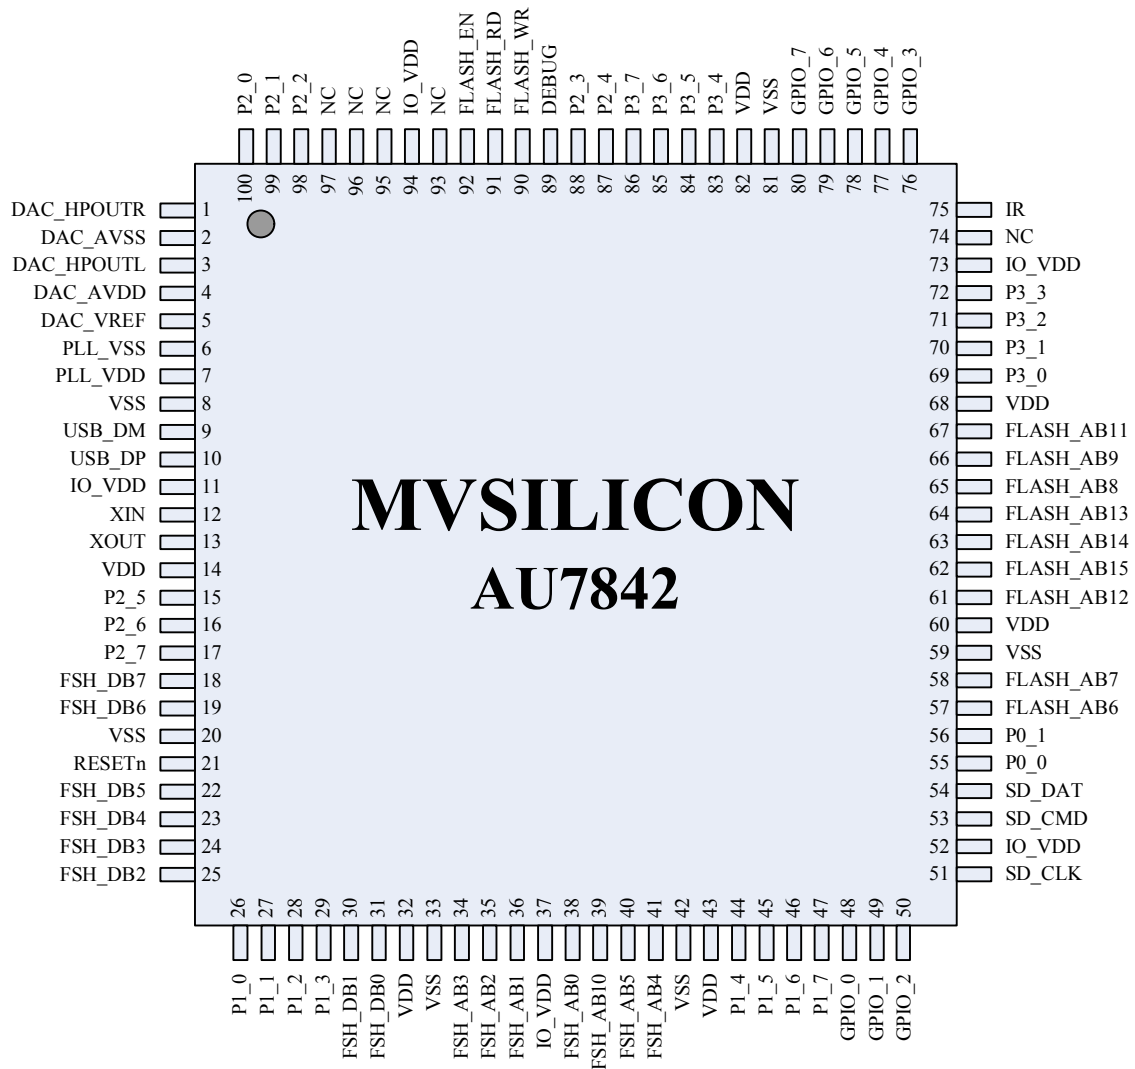 P2_0
P2_1
P2_2
NC
NC
NC
IO_VDD
NC
FLASH_EN
FLASH_RD
FLASH_WR
DEBUG
P2_3
P2_4
P3_7
P3_6
P3_5
P3_4
VDD
VSS
GPIO_7
GPIO_6
GPIO_5
GPIO_4
GPIO_3
100
99
98
97
96
95
94
93
92
91
90
89
88
87
86
85
84
83
82
81
80
79
78
77
76
DAC_HPOUTR 1
DAC_AVSS 2
DAC_HPOUTL 3
DAC_AVDD 4
DAC_VREF 5
PLL_VSS 6
PLL_VDD 7
VSS 8
USB_DM 9
USB_DP 10
IO_VDD 11
XIN 12
XOUT 13
VDD 14
P2_5 15
P2_6 16
P2_7 17
FSH_DB7 18
FSH_DB6 19
VSS 20
RESETn 21
FSH_DB5 22
FSH_DB4 23
FSH_DB3 24
FSH_DB2 25
MVSILICON
AU7842
75 IR
74 NC
73 IO_VDD
72 P3_3
71 P3_2
70 P3_1
69 P3_0
68 VDD
67 FLASH_AB11
66 FLASH_AB9
65 FLASH_AB8
64 FLASH_AB13
63 FLASH_AB14
62 FLASH_AB15
61 FLASH_AB12
60 VDD
59 VSS
58 FLASH_AB7
57 FLASH_AB6
56 P0_1
55 P0_0
54 SD_DAT
53 SD_CMD
52 IO_VDD
51 SD_CLK
26
27
28
29
30
31
32
33
34
35
36
37
38
39
40
41
42
43
44
45
46
47
48
49
50
P1_0
P1_1
P1_2
P1_3
FSH_DB1
FSH_DB0
VDD
VSS
FSH_AB3
FSH_AB2
FSH_AB1
IO_VDD
FSH_AB0
FSH_AB10
FSH_AB5
FSH_AB4
VSS
VDD
P1_4
P1_5
P1_6
P1_7
GPIO_0
GPIO_1
GPIO_2